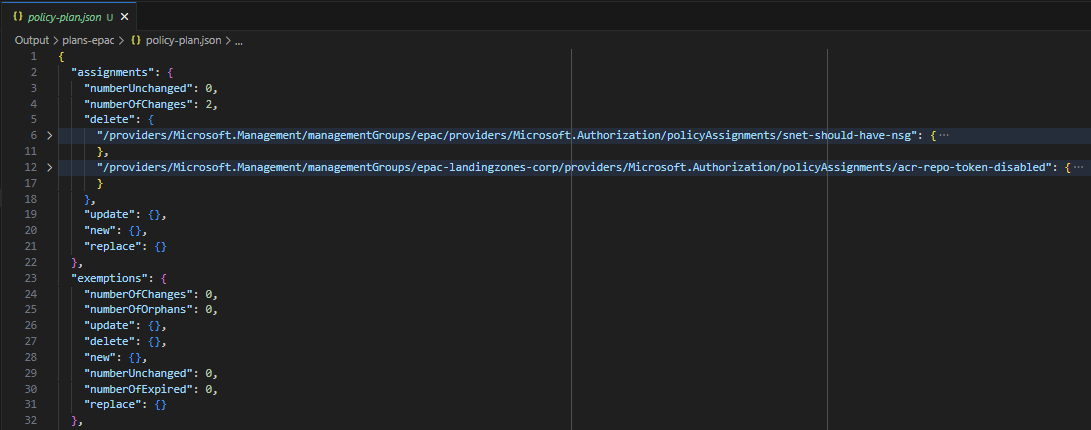 {} policy-plan.json U ×
Output > plans-epac > {} policy-plan.json > ...
1 {
2 "assignments": {
3 "numberUnchanged": 0,
4 "numberOfChanges": 2,
5 "delete": {
6 > "/providers/Microsoft.Management/managementGroups/epac/providers/Microsoft.Authorization/policyAssignments/snet-should-have-nsg": {···
11 },
12 > "/providers/Microsoft.Management/managementGroups/epac-landingzones-corp/providers/Microsoft.Authorization/policyAssignments/acr-repo-token-disabled": {···
17 }
18 },
19 "update": {},
20 "new": {},
21 "replace": {}
22 },
23 "exemptions": {
24 "numberOfChanges": 0,
25 "numberOfOrphans": 0,
26 "update": {},
27 "delete": {},
28 "new": {},
29 "numberUnchanged": 0,
30 "numberOfExpired": 0,
31 "replace": {}
32 },